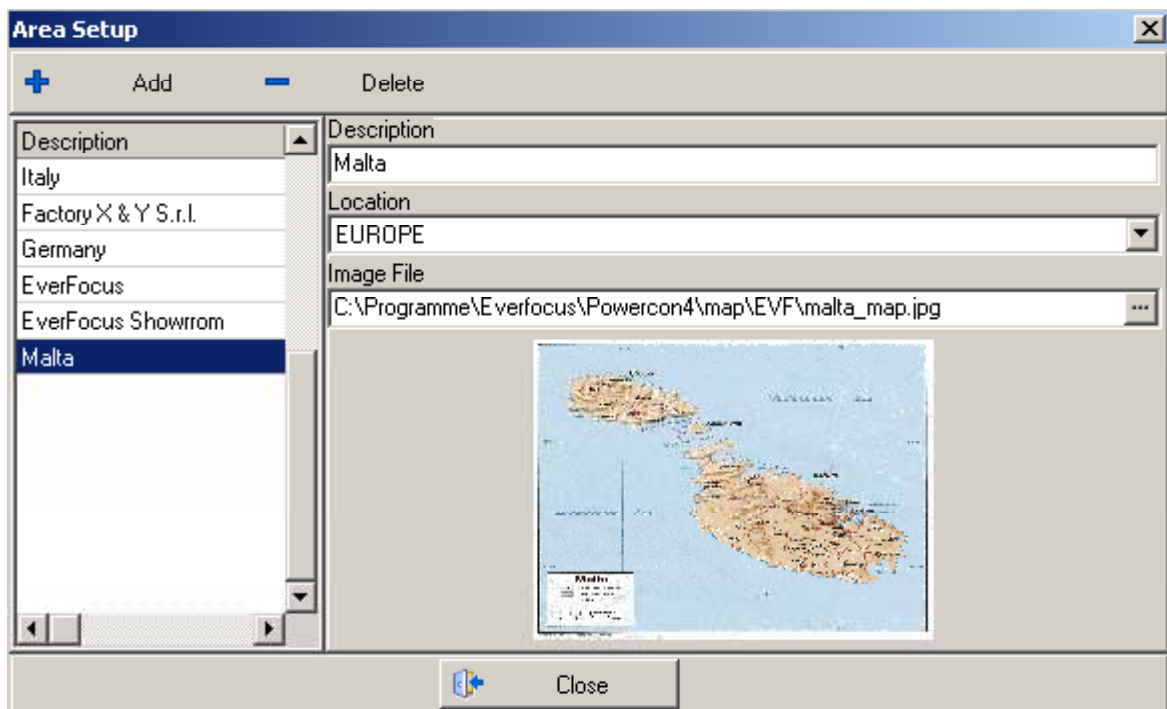 Area Setup
Add Delete
Description
Italy
Factory X & Y S.r.l.
Germany
EverFocus
EverFocus Showrrom
Malta
Description
Malta
Location
EUROPE
Image File
C:\Programme\Everfocus\Powercon4\map\EVF\malta_map.jpg
...
Malta
Close